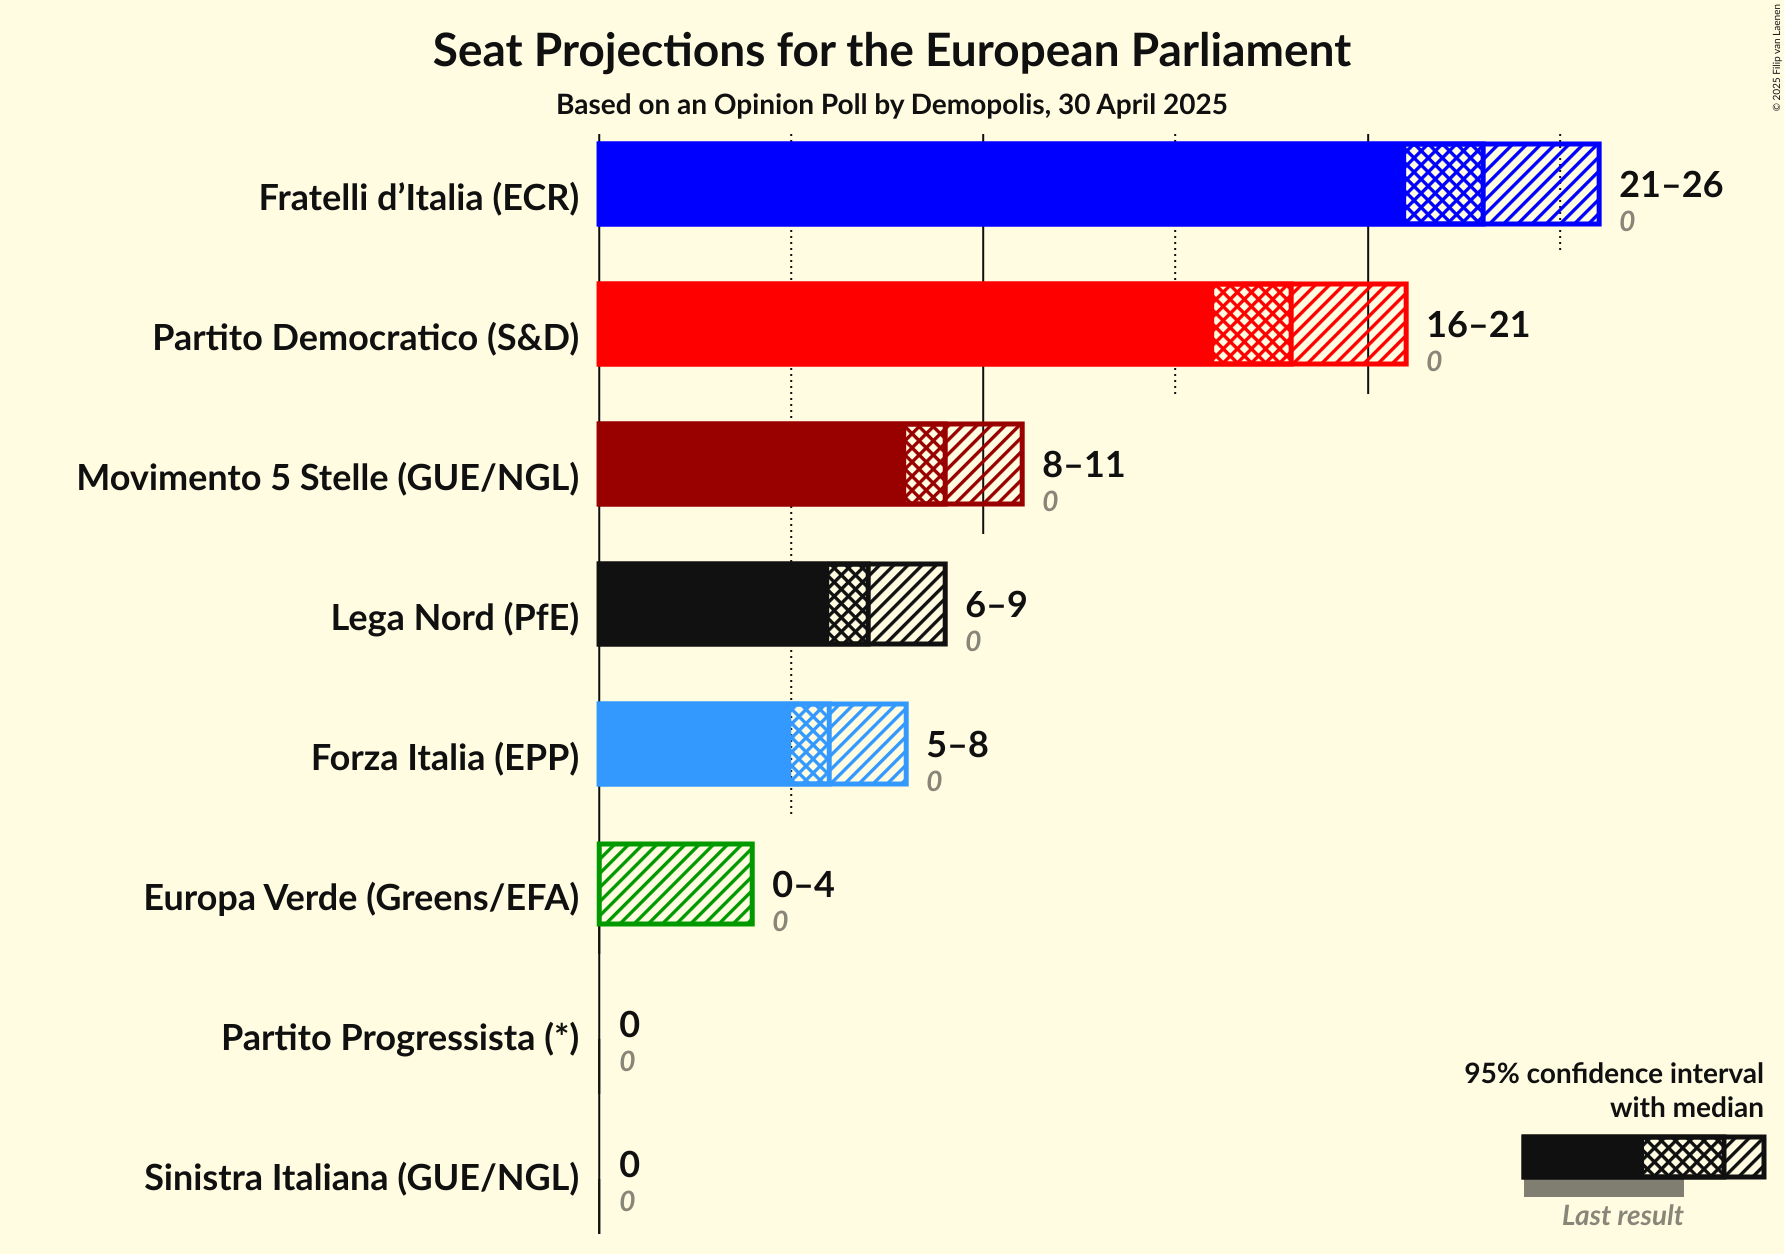 Seat Projections for the European Parliament
Based on an Opinion Poll by Demopolis, 30 April 2025
© 2025 Filip van Laenen
Fratelli d’Italia (ECR)
21–26
0
Partito Democratico (S&D)
16–21
0
Movimento 5 Stelle (GUE/NGL)
8–11
0
Lega Nord (PfE)
6–9
0
Forza Italia (EPP)
5–8
0
Europa Verde (Greens/EFA)
0–4
0
Partito Progressista (*)
0
0
Sinistra Italiana (GUE/NGL)
0
0
95% confidence interval
with median
Last result